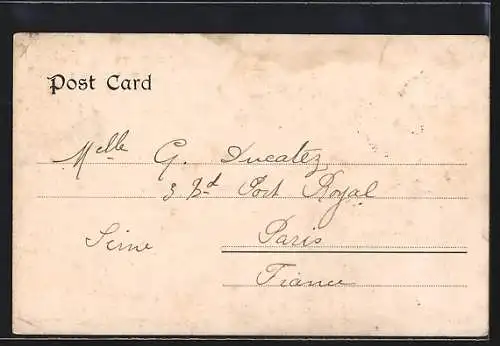 Post Card
Melle G. Ducatez
3 Bd Port Royal
Paris
Seine
France